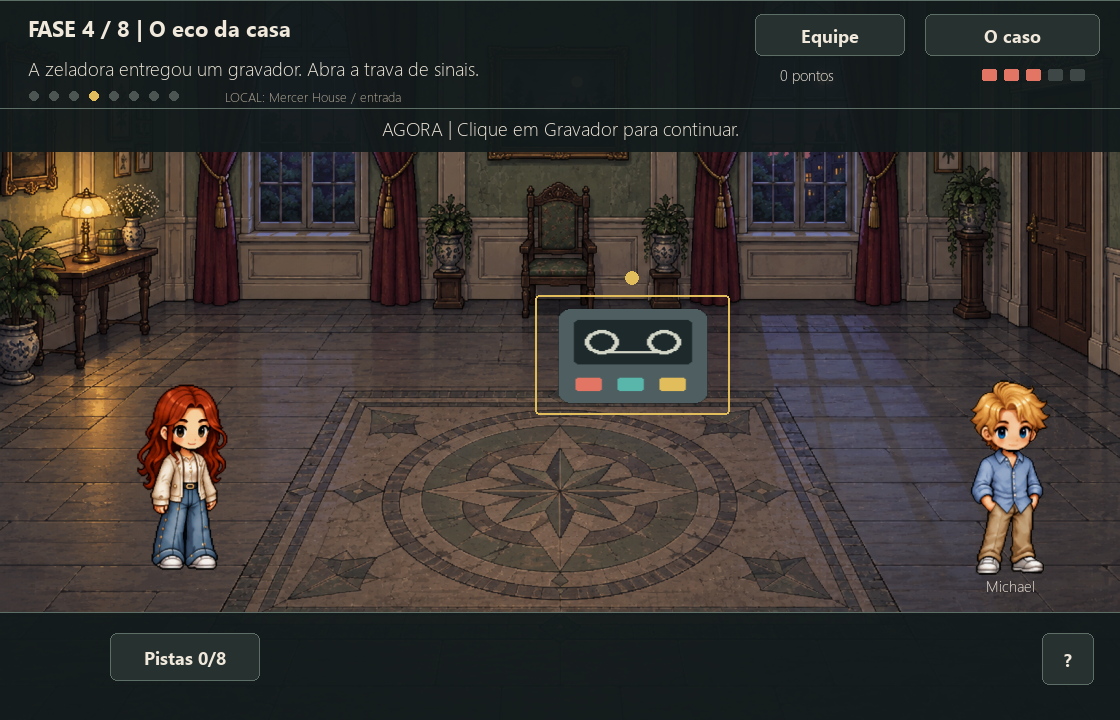 FASE 4 / 8 | O eco da casa
Equipe
O caso
A zeladora entregou um gravador. Abra a trava de sinais.
0 pontos
LOCAL: Mercer House / entrada
AGORA | Clique em Gravador para continuar.
Michael
Pistas 0/8
?